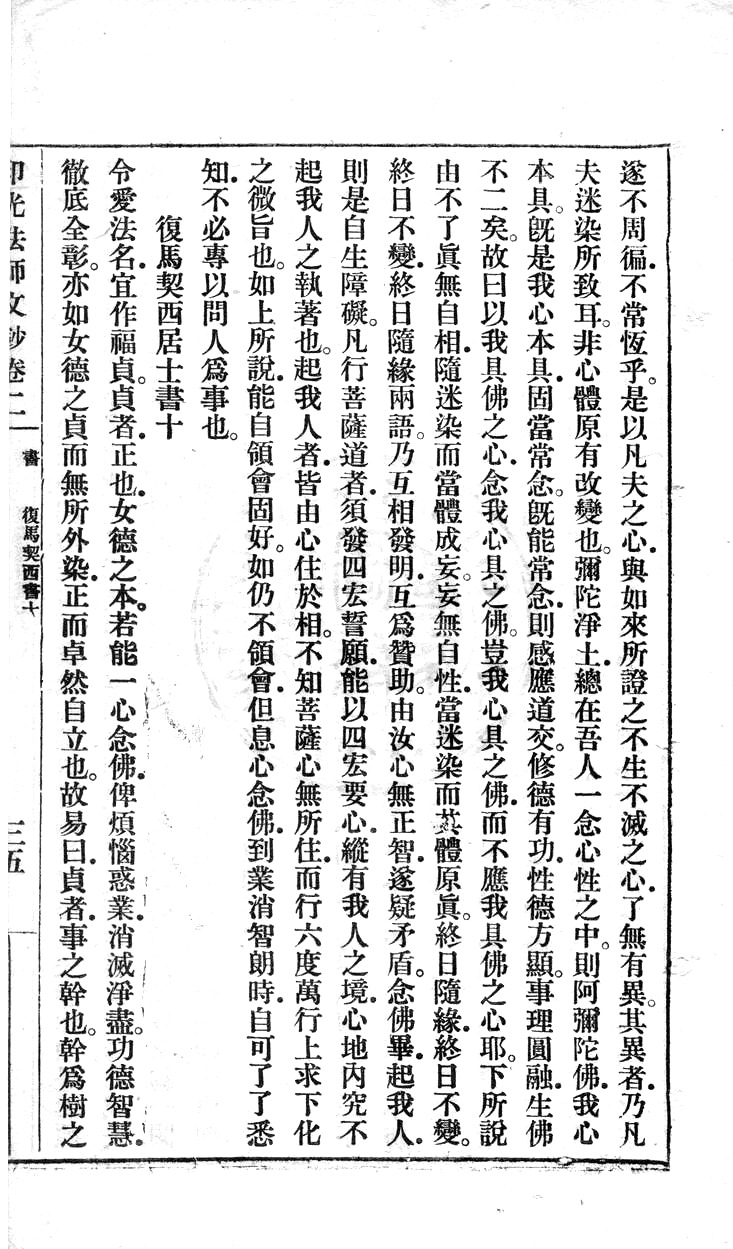 遂不周徧。不常恆乎。是以凡夫之心。與如來所證之不生不滅之心。了無有異。其異者。乃凡
夫迷染所致耳。非心體原有改變也。彌陀淨土。總在吾人一念心性之中。則阿彌陀佛。我心
本具。旣是我心本具。固當常念。旣能常念。則感應道交。修德有功。性德方顯。事理圓融。生佛
不二矣。故曰以我具佛之心。念我心具之佛。豈我心具之佛。而不應我具佛之心耶。下所說
由不了眞無自相。隨迷染而當體成妄。妄無自性。當迷染而其體原眞。終日隨緣。終日不變。
終日不變。終日隨緣兩語。乃互相發明。互爲贊助。由汝心無正智。遂疑矛盾。念佛畢。起我人。
則是自生障礙。凡行菩薩道者。須發四宏誓願。能以四宏要心。縱有我人之境。心地內究不
起我人之執著也。起我人者。皆由心住於相。不知菩薩心無所住。而行六度萬行上求下化
之微旨也。如上所說。能自領會固好。如仍不領會。但息心念佛。到業消智朗時。自可了了悉
知。不必專以問人爲事也。
復馬契西居士書十
令愛法名。宜作福貞。貞者。正也。女德之本。若能一心念佛。俾煩惱惑業。消滅淨盡。功德智慧。
徹底全彰。亦如女德之貞而無所外染。正而卓然自立也。故易曰。貞者。事之幹也。幹爲樹之
印光法師文鈔卷二 書 復馬契西書十 三五